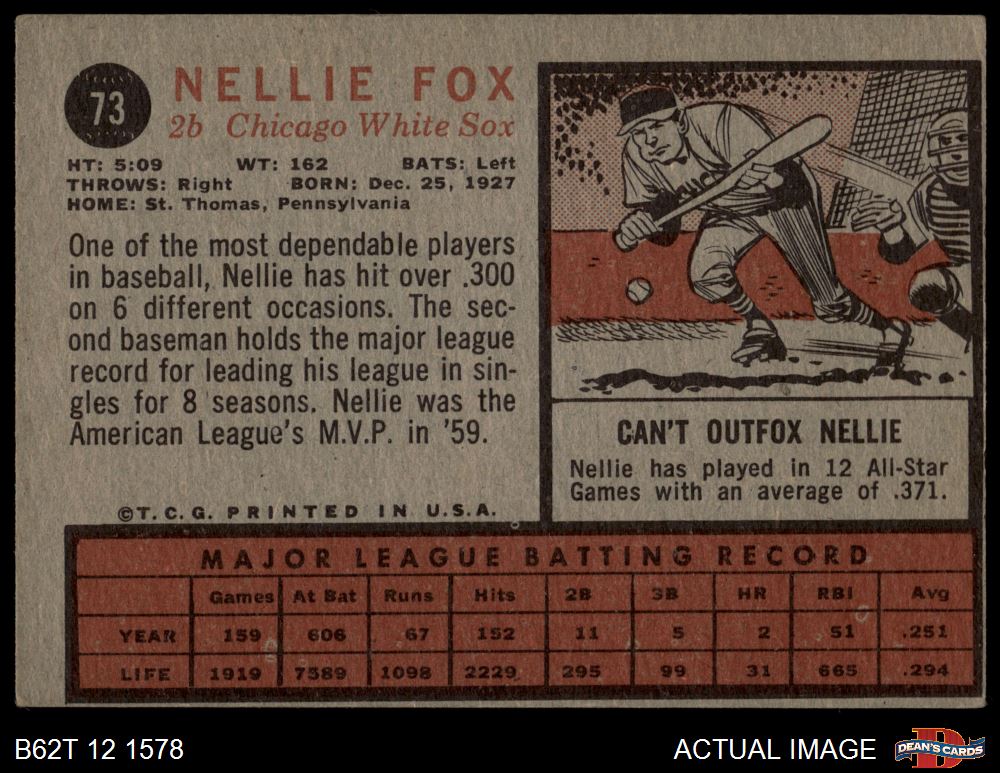 73
NELLIE FOX
2b Chicago White Sox
HT: 5:09 WT: 162 BATS: Left
THROWS: Right BORN: Dec. 25, 1927
HOME: St. Thomas, Pennsylvania
One of the most dependable players
in baseball, Nellie has hit over .300
on 6 different occasions. The sec-
ond baseman holds the major league
record for leading his league in sin-
gles for 8 seasons. Nellie was the
American League's M.V.P. in '59.
©T.C.G. PRINTED IN U.S.A.
CAN'T OUTFOX NELLIE
Nellie has played in 12 All-Star
Games with an average of .371.
MAJOR LEAGUE BATTING RECORD
Games At Bat Runs Hits 2B 3B HR RBI Avg
YEAR 159 606 67 152 11 5 2 51 .251
LIFE 1919 7589 1098 2229 295 99 31 665 .294
B62T 12 1578
ACTUAL IMAGE
D
DEAN'S CARDS